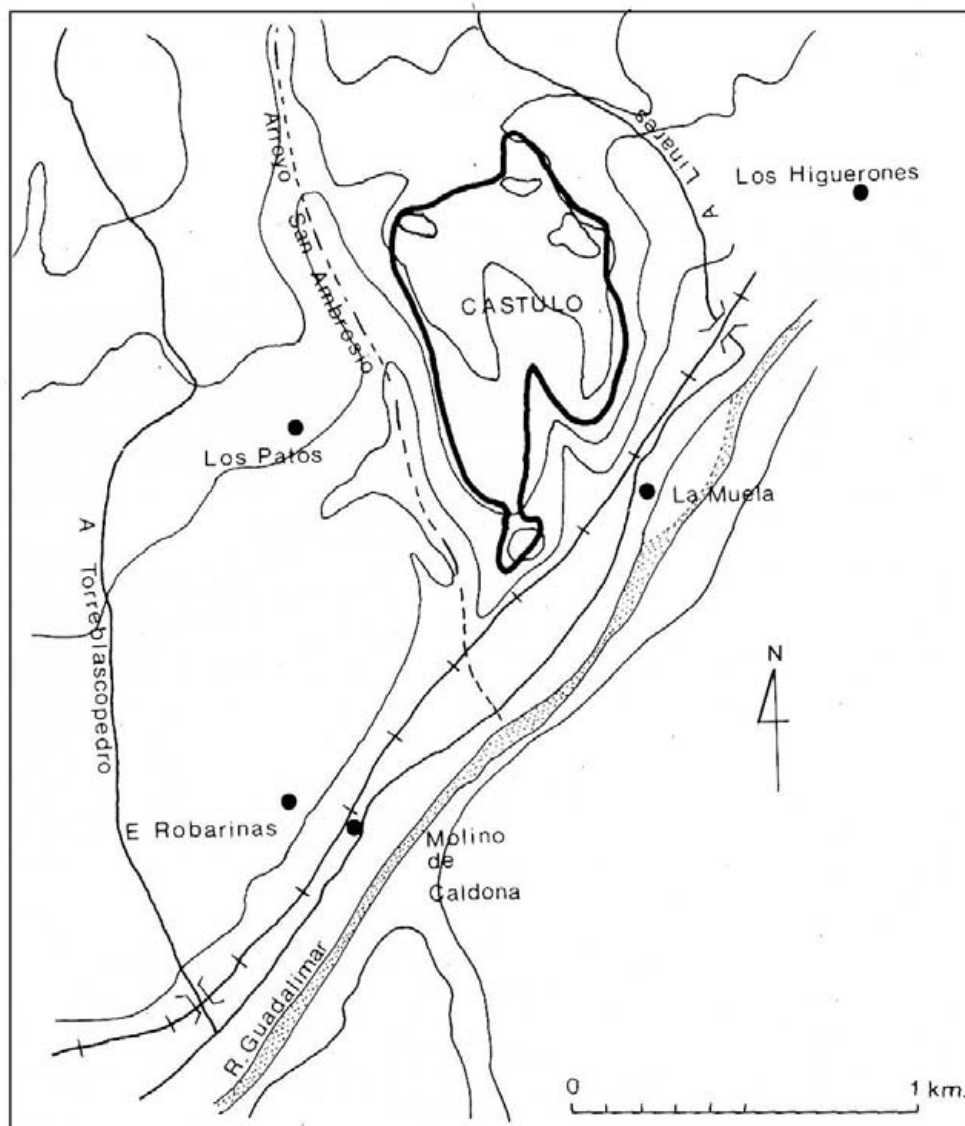 Arroyo San Ambrosio
A Linares
Los Higuerones
CASTULO
Los Patos
La Muela
A Torreblascopedro
N
E Robarinas
Molino
de
Caldona
R. Guadalimar
0 1 km.